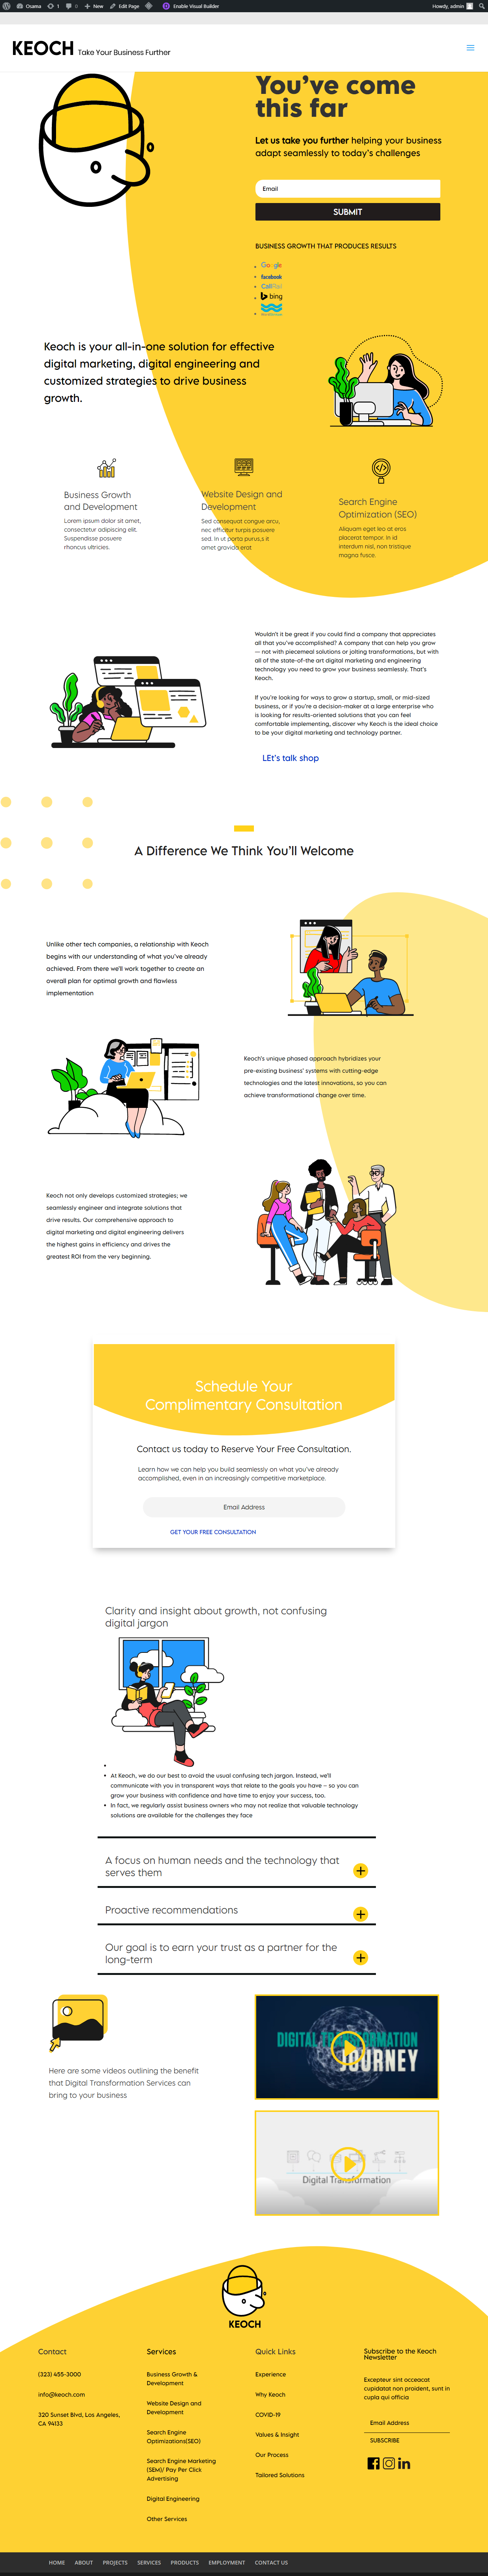 Osama 1 0 New Edit Page Enable Visual Builder Howdy, admin
KEOCH Take Your Business Further
You've come
this far
Let us take you further helping your business
adapt seamlessly to today's challenges
Email
SUBMIT
BUSINESS GROWTH THAT PRODUCES RESULTS
Google
facebook
CallRail
bing
Keoch is your all-in-one solution for effective
digital marketing, digital engineering and
customized strategies to drive business
growth.
Business Growth
and Development
Lorem ipsum dolor sit amet,
consectetur adipiscing elit.
Suspendisse posuere
rhoncus ultricies.
Website Design and
Development
Sed consequat congue arcu,
nec efficitur turpis posuere
sed. In ut porta purus,s it
amet gravida erat
Search Engine
Optimization (SEO)
Aliquam eget leo at eros
placerat tempor. In id
interdum nisl, non tristique
magna fusce.
Wouldn't it be great if you could find a company that appreciates
all that you've accomplished? A company that can help you grow
— not with piecemeal solutions or jolting transformations, but with
all of the state-of-the art digital marketing and engineering
technology you need to grow your business seamlessly. That's
Keoch.
If you're looking for ways to grow a startup, small, or mid-sized
business, or if you're a decision-maker at a large enterprise who
is looking for results-oriented solutions that you can feel
comfortable implementing, discover why Keoch is the ideal choice
to be your digital marketing and technology partner.
LEt's talk shop
A Difference We Think You'll Welcome
Unlike other tech companies, a relationship with Keoch
begins with our understanding of what you've already
achieved. From there we'll work together to create an
overall plan for optimal growth and flawless
implementation
Keoch's unique phased approach hybridizes your
pre-existing business' systems with cutting-edge
technologies and the latest innovations, so you can
achieve transformational change over time.
Keoch not only develops customized strategies; we
seamlessly engineer and integrate solutions that
drive results. Our comprehensive approach to
digital marketing and digital engineering delivers
the highest gains in efficiency and drives the
greatest ROI from the very beginning.
Schedule Your
Complimentary Consultation
Contact us today to Reserve Your Free Consultation.
Learn how we can help you build seamlessly on what you've already
accomplished, even in an increasingly competitive marketplace.
Email Address
GET YOUR FREE CONSULTATION
Clarity and insight about growth, not confusing
digital jargon
At Keoch, we do our best to avoid the usual confusing tech jargon. Instead, we'll
communicate with you in transparent ways that relate to the goals you have – so you can
grow your business with confidence and have time to enjoy your success, too.
In fact, we regularly assist business owners who may not realize that valuable technology
solutions are available for the challenges they face
A focus on human needs and the technology that
serves them
Proactive recommendations
Our goal is to earn your trust as a partner for the
long-term
Here are some videos outlining the benefit
that Digital Transformation Services can
bring to your business
DIGITAL TRANSFORMATION
JOURNEY
Digital Transformation
KEOCH
Contact
(323) 455-3000
info@keoch.com
320 Sunset Blvd, Los Angeles,
CA 94133
Services
Business Growth &
Development
Website Design and
Development
Search Engine
Optimizations(SEO)
Search Engine Marketing
(SEM)/ Pay Per Click
Advertising
Digital Engineering
Other Services
Quick Links
Experience
Why Keoch
COVID-19
Values & Insight
Our Process
Tailored Solutions
Subscribe to the Keoch
Newsletter
Excepteur sint occeacat
cupidatat non proident, sunt in
cupla qui officia
Email Address
SUBSCRIBE
HOME ABOUT PROJECTS SERVICES PRODUCTS EMPLOYMENT CONTACT US